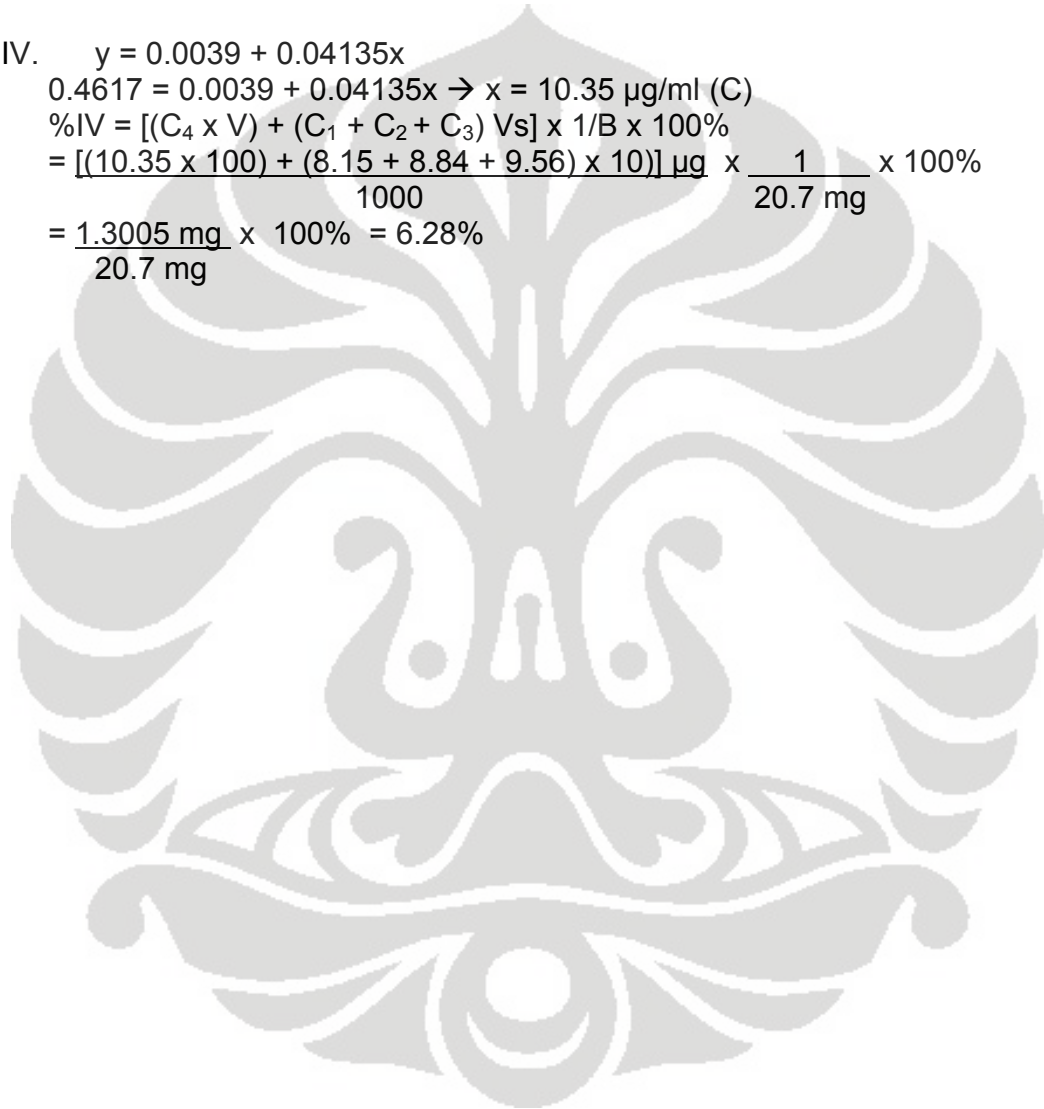 IV. y = 0.0039 + 0.04135x
0.4617 = 0.0039 + 0.04135x → x = 10.35 µg/ml (C)
%IV = [(C₄ x V) + (C₁ + C₂ + C₃) Vs] x 1/B x 100%
= [(10.35 x 100) + (8.15 + 8.84 + 9.56) x 10)] µg x 1 x 100%
1000 20.7 mg
= 1.3005 mg x 100% = 6.28%
20.7 mg